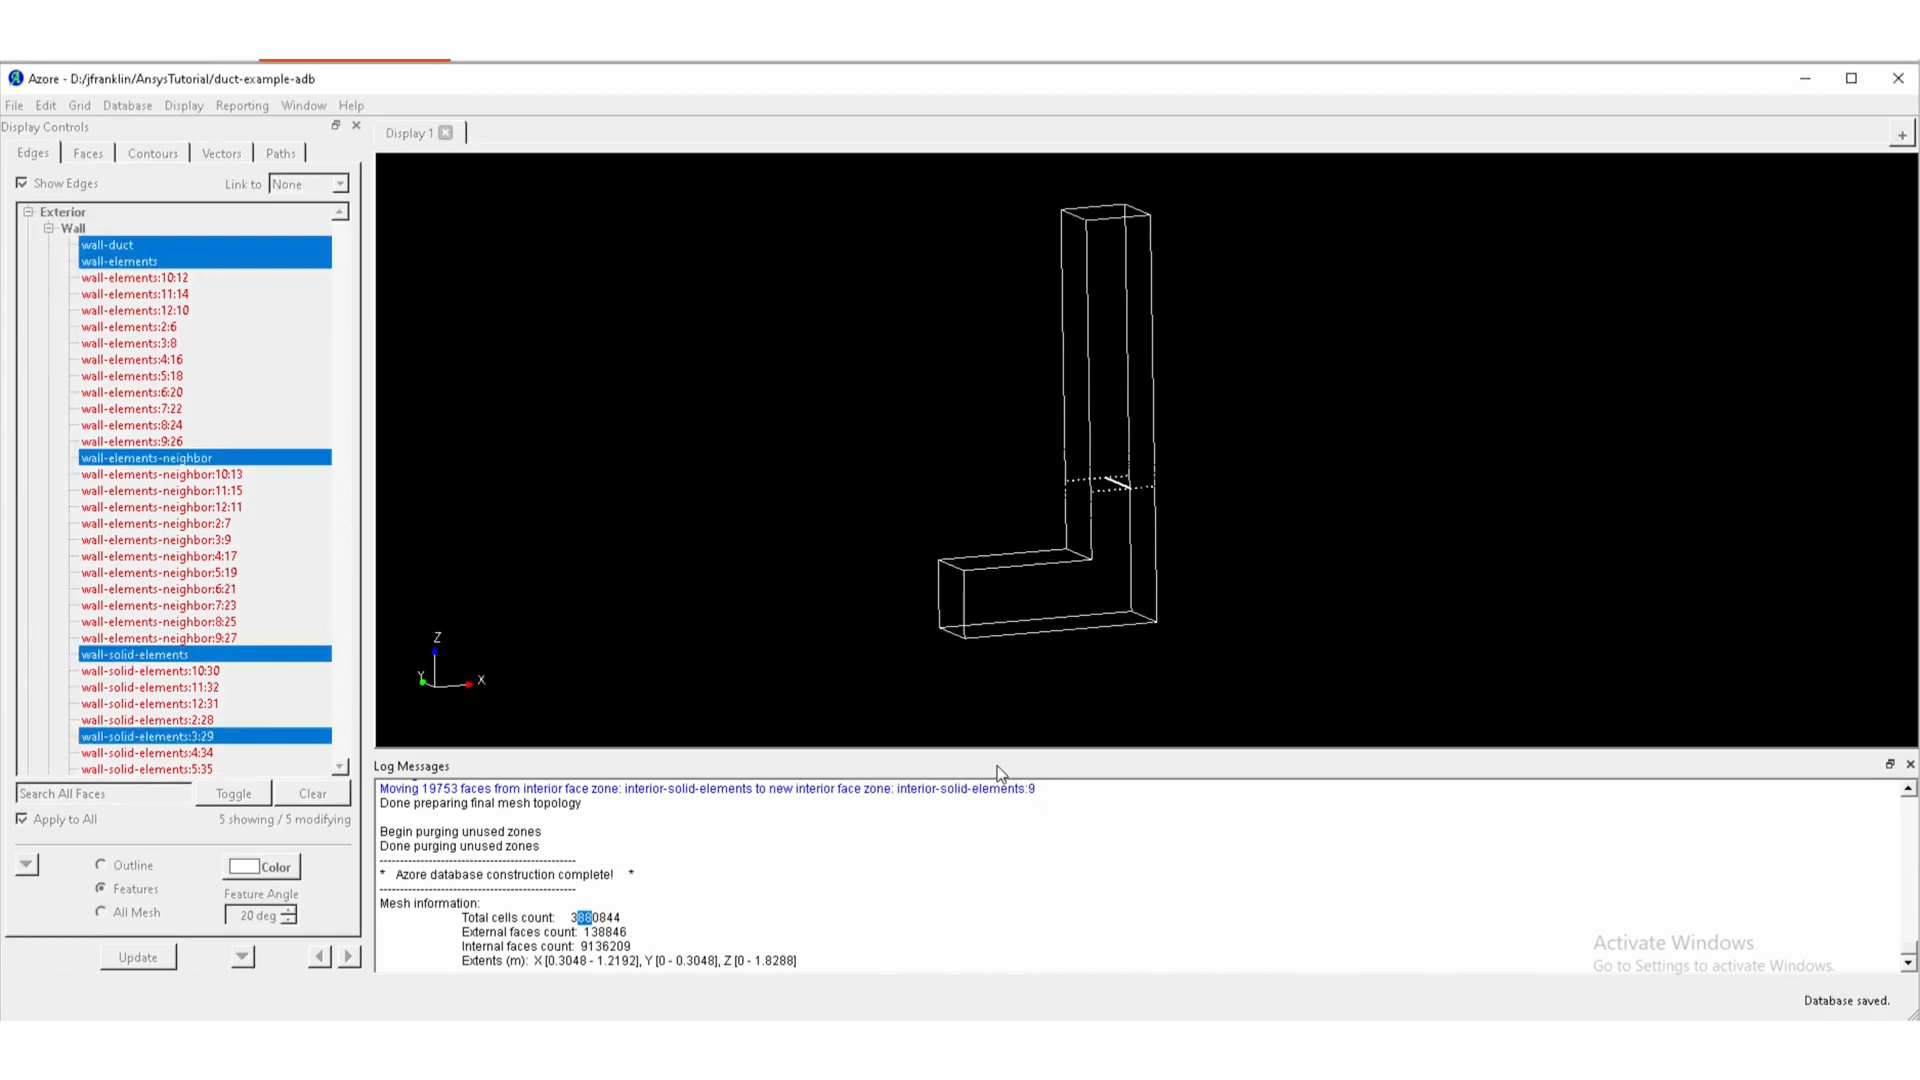 Azore - D:/jfranklin/AnsysTutorial/duct-example-adb
File Edit Grid Database Display Reporting Window Help
Display Controls
Display 1
Edges Faces Contours Vectors Paths
Show Edges Link to None
Exterior
Wall
wall-duct
wall-elements
wall-elements:10:12
wall-elements:11:14
wall-elements:12:10
wall-elements:2:6
wall-elements:3:8
wall-elements:4:16
wall-elements:5:18
wall-elements:6:20
wall-elements:7:22
wall-elements:8:24
wall-elements:9:26
wall-elements-neighbor
wall-elements-neighbor:10:13
wall-elements-neighbor:11:15
wall-elements-neighbor:12:11
wall-elements-neighbor:2:7
wall-elements-neighbor:3:9
wall-elements-neighbor:4:17
wall-elements-neighbor:5:19
wall-elements-neighbor:6:21
wall-elements-neighbor:7:23
wall-elements-neighbor:8:25
wall-elements-neighbor:9:27
wall-solid-elements
wall-solid-elements:10:30
wall-solid-elements:11:32
wall-solid-elements:12:31
wall-solid-elements:2:28
wall-solid-elements:3:29
wall-solid-elements:4:34
wall-solid-elements:5:35
Search All Faces Toggle Clear
Apply to All 5 showing / 5 modifying
Outline Color
Features Feature Angle
All Mesh 20 deg
Update
Z
Y X
Log Messages
Moving 19753 faces from interior face zone: interior-solid-elements to new interior face zone: interior-solid-elements:9
Done preparing final mesh topology
Begin purging unused zones
Done purging unused zones
------------------------------------------------
* Azore database construction complete! *
------------------------------------------------
Mesh information:
Total cells count: 3880844
External faces count: 138846
Internal faces count: 9136209
Extents (m): X [0.3048 - 1.2192], Y [0 - 0.3048], Z [0 - 1.8288]
Activate Windows
Go to Settings to activate Windows.
Database saved.